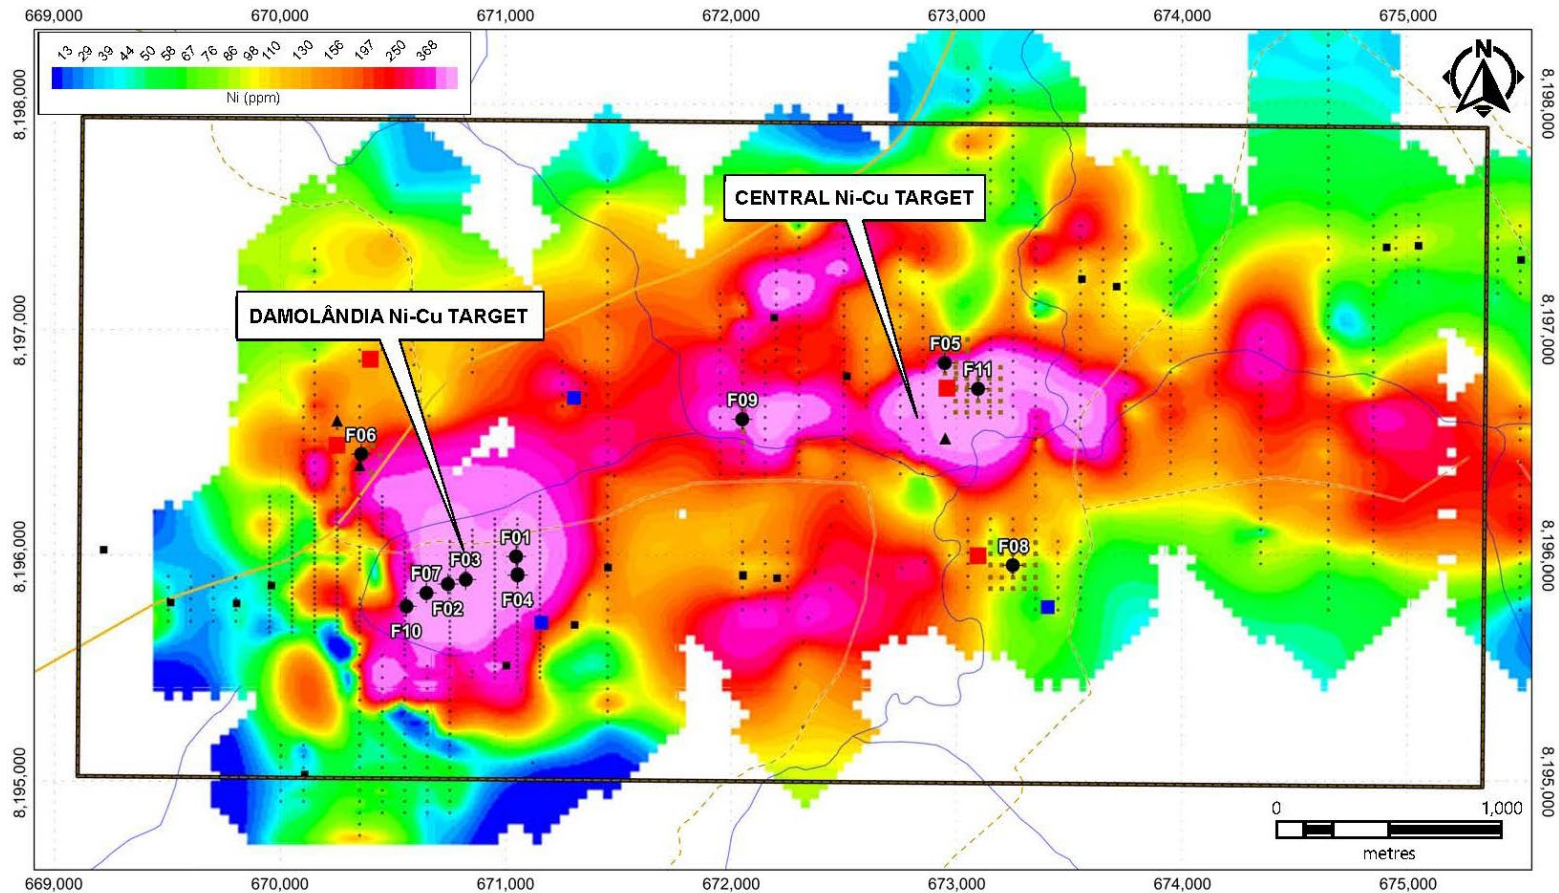 669,000 670,000 671,000 672,000 673,000 674,000 675,000
13 29 39 44 50 58 67 76 86 98 110 130 156 197 250 368
Ni (ppm)
N
8,198,000 8,198,000
CENTRAL Ni-Cu TARGET
DAMOLÂNDIA Ni-Cu TARGET
8,197,000 8,197,000
F05
F11
F09
F06
F01
F08
F03
F07
8,196,000 8,196,000
F04
F02
F10
8,195,000 8,195,000
0 1,000
metres
669,000 670,000 671,000 672,000 673,000 674,000 675,000